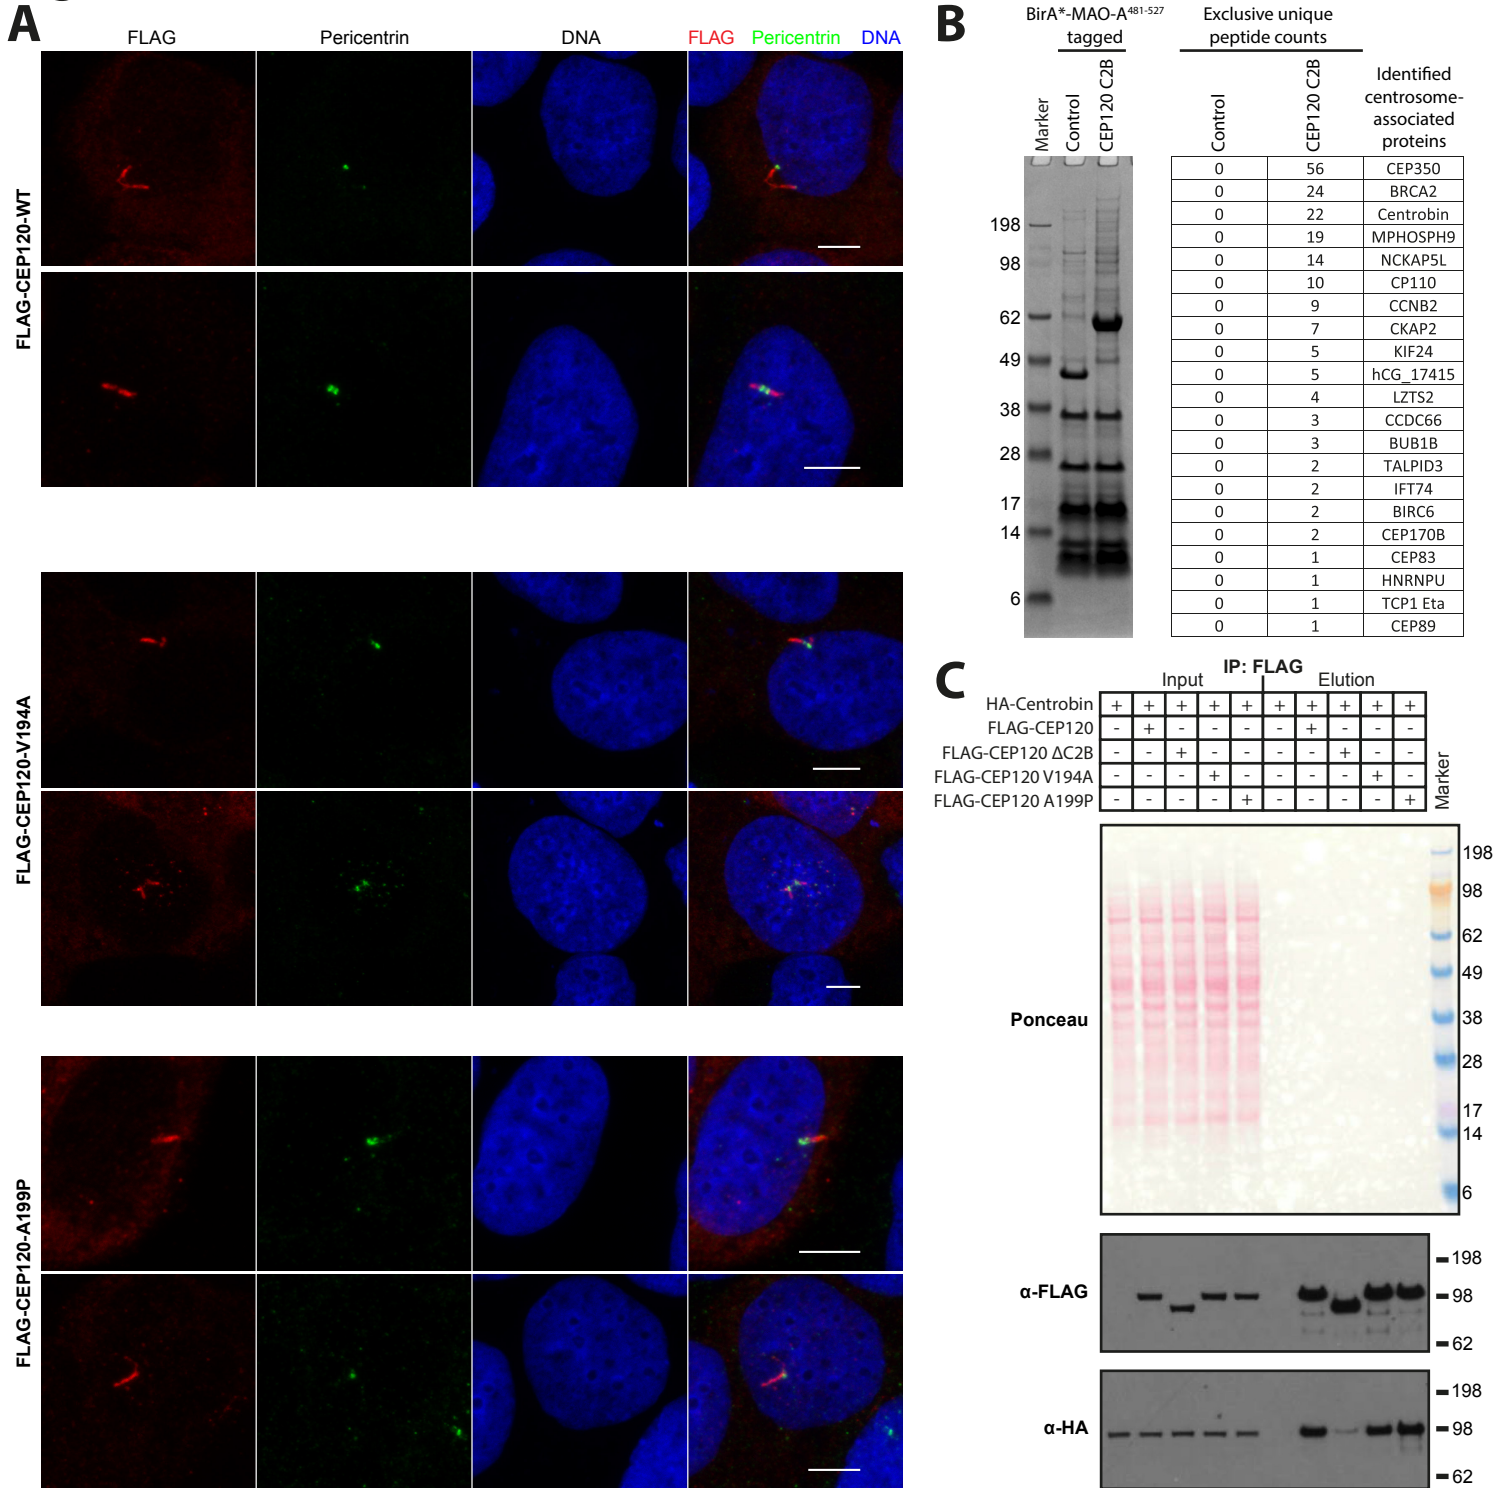 A
FLAG Pericentrin DNA FLAG Pericentrin DNA
FLAG-CEP120-WT
FLAG-CEP120-V194A
FLAG-CEP120-A199P
B
BirA*-MAO-A481-527
tagged
Exclusive unique
peptide counts
Marker
Control
CEP120 C2B
Control
CEP120 C2B
Identified
centrosome-
associated
proteins
198
98
62
49
38
28
17
14
6
0 56 CEP350
0 24 BRCA2
0 22 Centrobin
0 19 MPHOSPH9
0 14 NCKAP5L
0 10 CP110
0 9 CCNB2
0 7 CKAP2
0 5 KIF24
0 5 hCG_17415
0 4 LZTS2
0 3 CCDC66
0 3 BUB1B
0 2 TALPID3
0 2 IFT74
0 2 BIRC6
0 2 CEP170B
0 1 CEP83
0 1 HNRNPU
0 1 TCP1 Eta
0 1 CEP89
C
IP: FLAG
Input Elution
HA-Centrobin + + + + + + + + + +
FLAG-CEP120 - + - - - - + - - -
FLAG-CEP120 ΔC2B - - + - - - - + - -
FLAG-CEP120 V194A - - - + - - - - + -
FLAG-CEP120 A199P - - - - + - - - - +
Marker
Ponceau
198
98
62
49
38
28
17
14
6
α-FLAG
198
98
62
α-HA
198
98
62